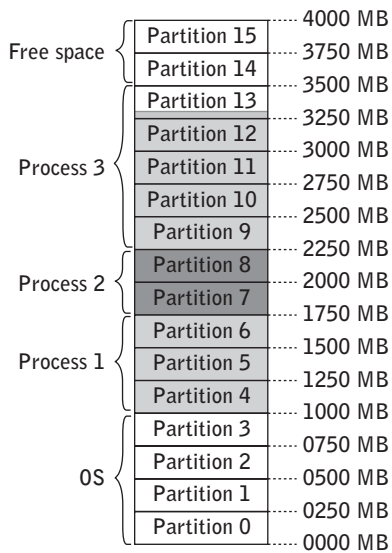 4000 MB
Partition 15
Free space
3750 MB
Partition 14
3500 MB
Partition 13
3250 MB
Partition 12
3000 MB
Process 3
Partition 11
2750 MB
Partition 10
2500 MB
Partition 9
2250 MB
Partition 8
Process 2
2000 MB
Partition 7
1750 MB
Partition 6
1500 MB
Process 1
Partition 5
1250 MB
Partition 4
1000 MB
Partition 3
0750 MB
Partition 2
OS
0500 MB
Partition 1
0250 MB
Partition 0
0000 MB